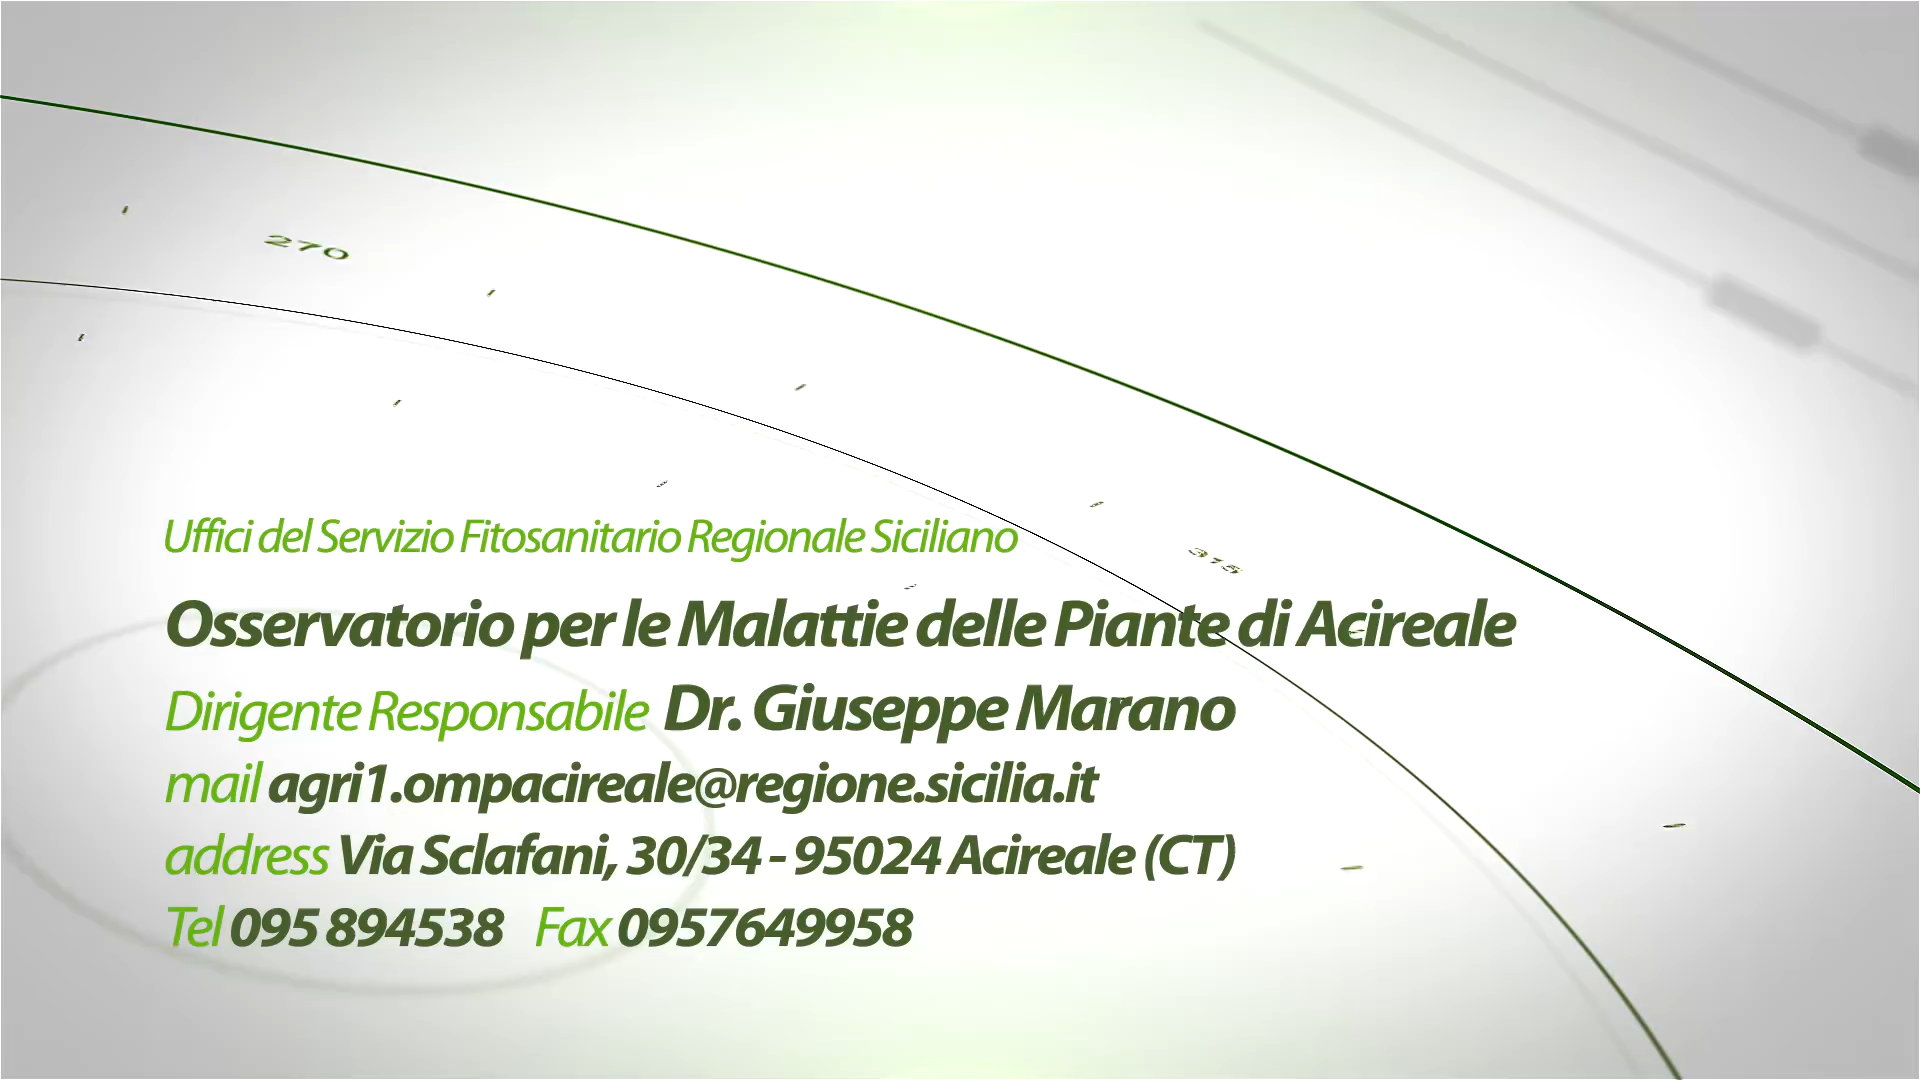 270
315
Uffici del Servizio Fitosanitario Regionale Siciliano
Osservatorio per le Malattie delle Piante di Acireale
Dirigente Responsabile Dr. Giuseppe Marano
mail agri1.ompacireale@regione.sicilia.it
address Via Sclafani, 30/34 - 95024 Acireale (CT)
Tel 095 894538 Fax 0957649958